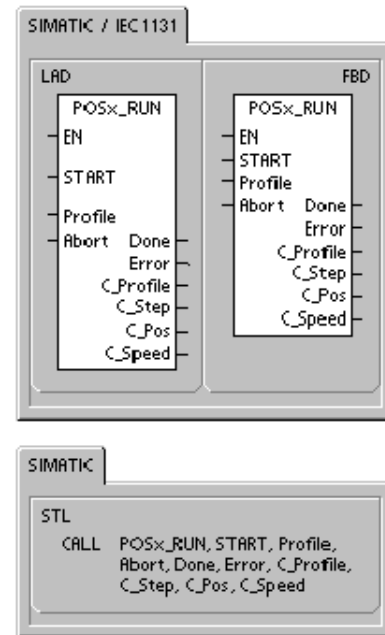 SIMATIC / IEC1131
LAD
POSx_RUN
EN
START
Profile
Abort Done
Error
C_Profile
C_Step
C_Pos
C_Speed
FBD
POSx_RUN
EN
START
Profile
Abort Done
Error
C_Profile
C_Step
C_Pos
C_Speed
SIMATIC
STL
CALL POSx_RUN, START, Profile,
Abort, Done, Error, C_Profile,
C_Step, C_Pos, C_Speed